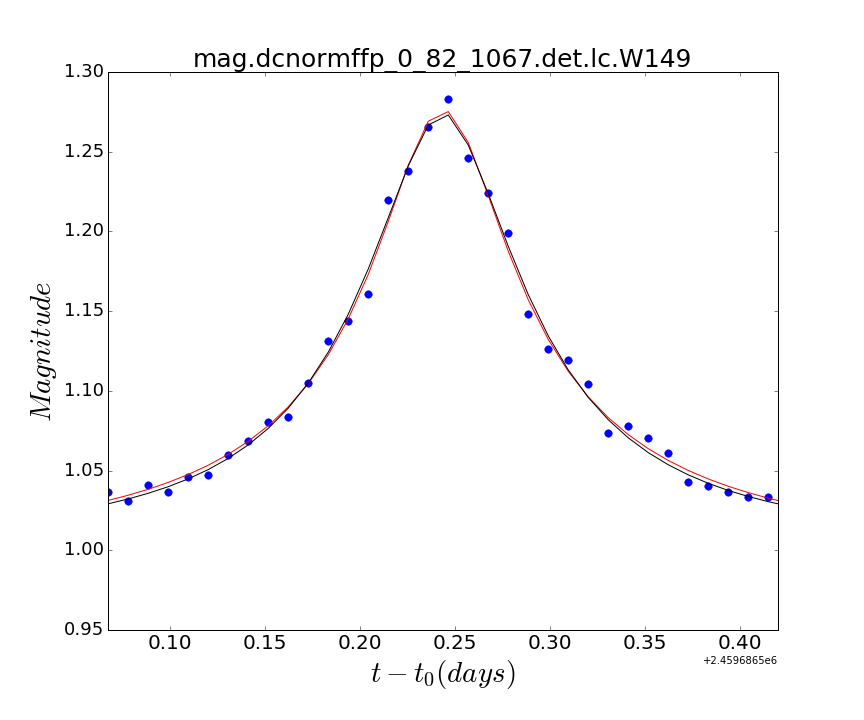 mag.dcnormffp_0_82_1067.det.lc.W149
1.30
1.25
1.20
1.15
1.10
1.05
1.00
0.95
Magnitude
0.10 0.15 0.20 0.25 0.30 0.35 0.40
+2.4596865e6
t − t₀(days)